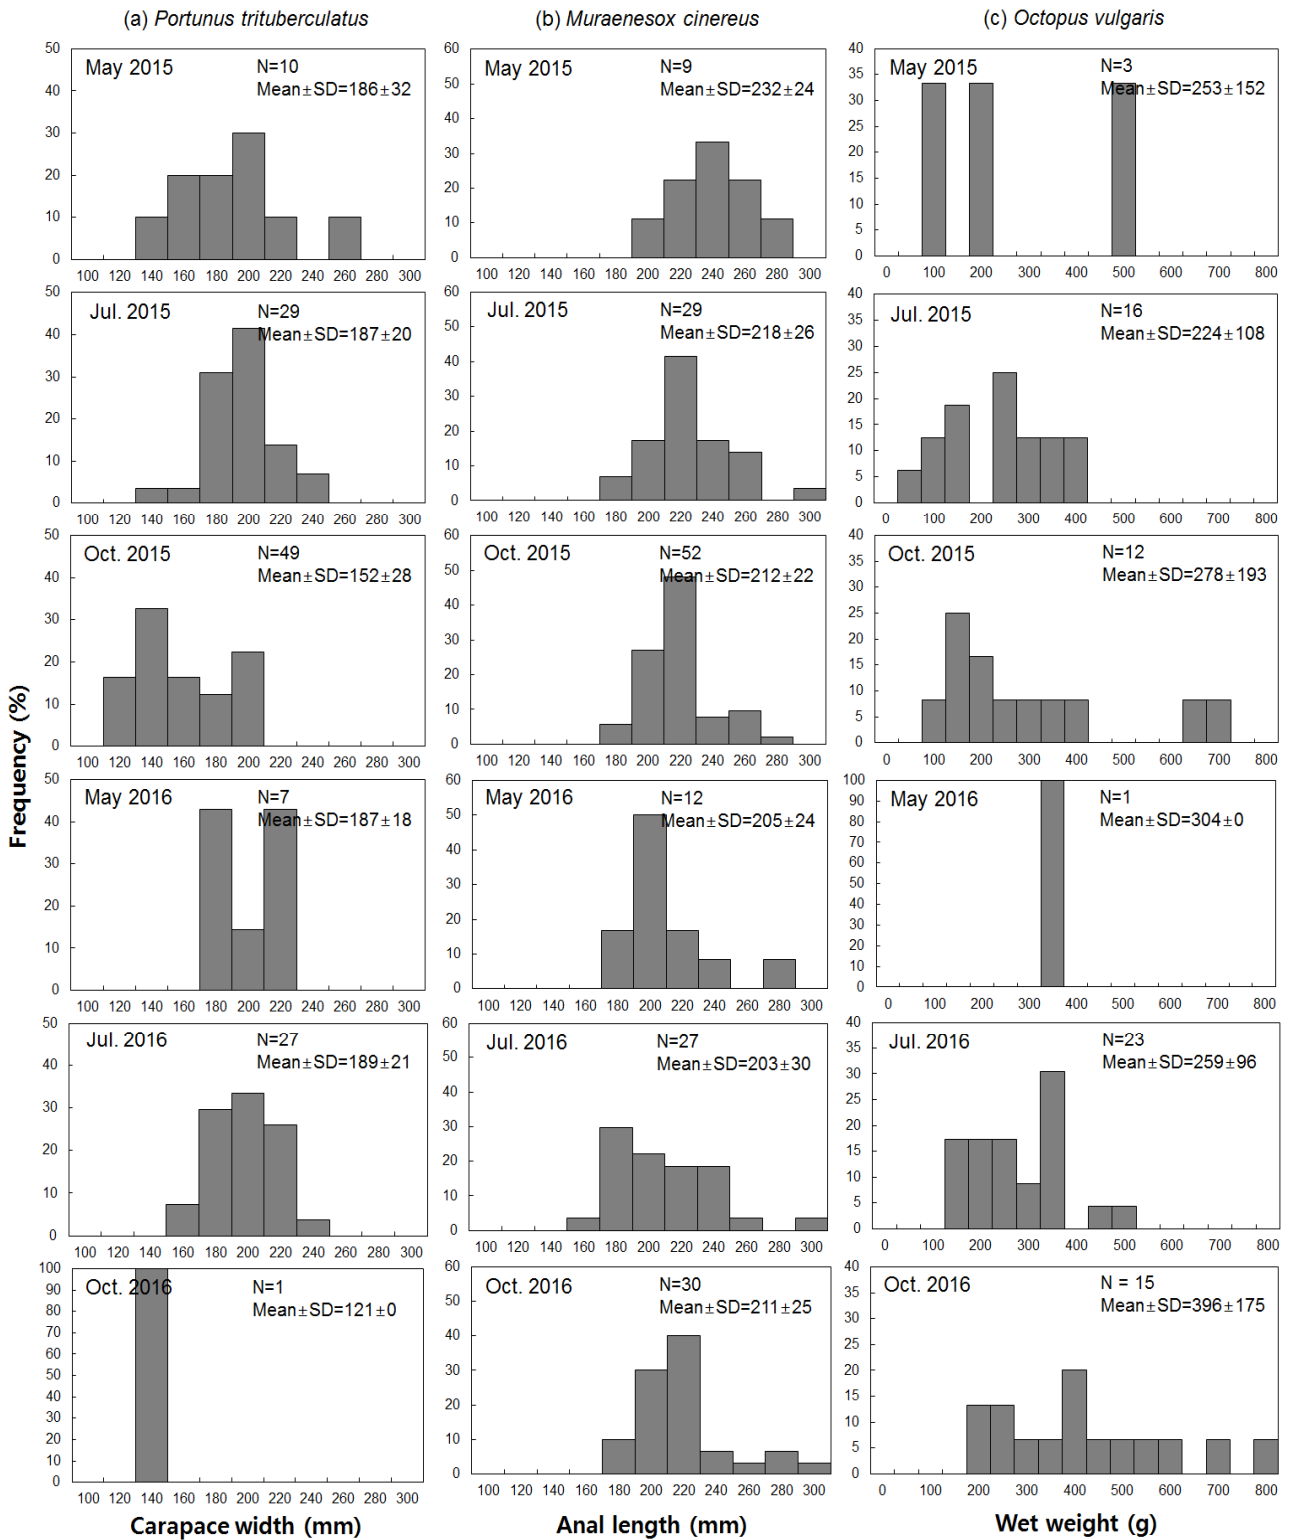 (a) Portunus trituberculatus
(b) Muraenesox cinereus
(c) Octopus vulgaris
Frequency (%)
May 2015
N=10
Mean±SD=186±32
50
40
30
20
10
0
100 120 140 160 180 200 220 240 260 280 300
May 2015
N=9
Mean±SD=232±24
60
50
40
30
20
10
0
100 120 140 160 180 200 220 240 260 280 300
May 2015
N=3
Mean±SD=253±152
40
35
30
25
20
15
10
5
0
0 100 200 300 400 500 600 700 800
Jul. 2015
N=29
Mean±SD=187±20
50
40
30
20
10
0
100 120 140 160 180 200 220 240 260 280 300
Jul. 2015
N=29
Mean±SD=218±26
60
50
40
30
20
10
0
100 120 140 160 180 200 220 240 260 280 300
Jul. 2015
N=16
Mean±SD=224±108
40
35
30
25
20
15
10
5
0
0 100 200 300 400 500 600 700 800
Oct. 2015
N=49
Mean±SD=152±28
50
40
30
20
10
0
100 120 140 160 180 200 220 240 260 280 300
Oct. 2015
N=52
Mean±SD=212±22
60
50
40
30
20
10
0
100 120 140 160 180 200 220 240 260 280 300
Oct. 2015
N=12
Mean±SD=278±193
40
35
30
25
20
15
10
5
0
0 100 200 300 400 500 600 700 800
May 2016
N=7
Mean±SD=187±18
50
40
30
20
10
0
100 120 140 160 180 200 220 240 260 280 300
May 2016
N=12
Mean±SD=205±24
60
50
40
30
20
10
0
100 120 140 160 180 200 220 240 260 280 300
May 2016
N=1
Mean±SD=304±0
100
90
80
70
60
50
40
30
20
10
0
0 100 200 300 400 500 600 700 800
Jul. 2016
N=27
Mean±SD=189±21
50
40
30
20
10
0
100 120 140 160 180 200 220 240 260 280 300
Jul. 2016
N=27
Mean±SD=203±30
60
50
40
30
20
10
0
100 120 140 160 180 200 220 240 260 280 300
Jul. 2016
N=23
Mean±SD=259±96
40
35
30
25
20
15
10
5
0
0 100 200 300 400 500 600 700 800
Oct. 2016
N=1
Mean±SD=121±0
100
90
80
70
60
50
40
30
20
10
0
100 120 140 160 180 200 220 240 260 280 300
Oct. 2016
N=30
Mean±SD=211±25
60
50
40
30
20
10
0
100 120 140 160 180 200 220 240 260 280 300
Oct. 2016
N = 15
Mean±SD=396±175
40
35
30
25
20
15
10
5
0
0 100 200 300 400 500 600 700 800
Carapace width (mm)
Anal length (mm)
Wet weight (g)